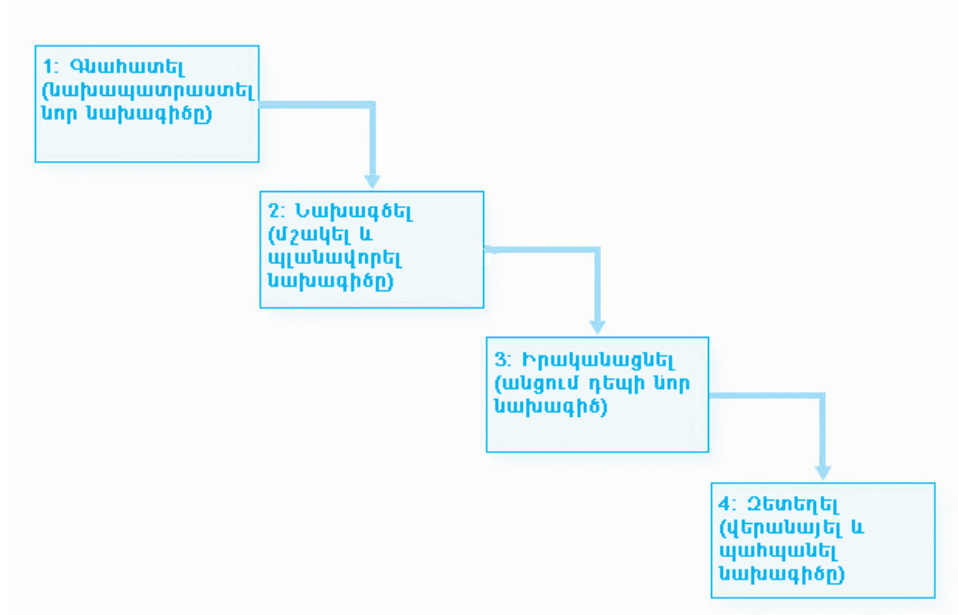 1: Գնահատել
(նախապատրաստել
նոր նախագիծը)
2: Նախագծել
(մշակել և
պլանավորել
նախագիծը)
3: Իրականացնել
(անցում դեպի նոր
նախագիծ)
4: Զետեղել
(վերանայել և
պահպանել
նախագիծը)